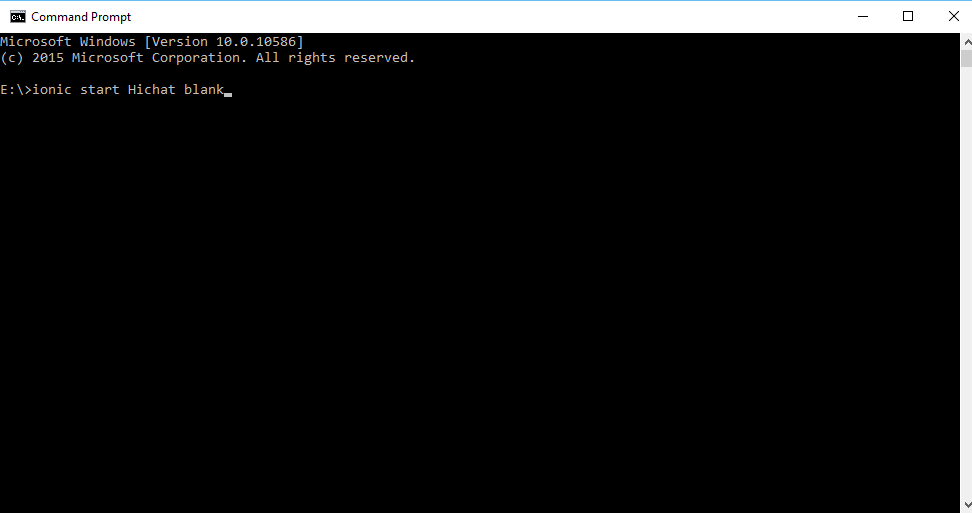 Command Prompt
Microsoft Windows [Version 10.0.10586]
(c) 2015 Microsoft Corporation. All rights reserved.
E:\>ionic start Hichat blank